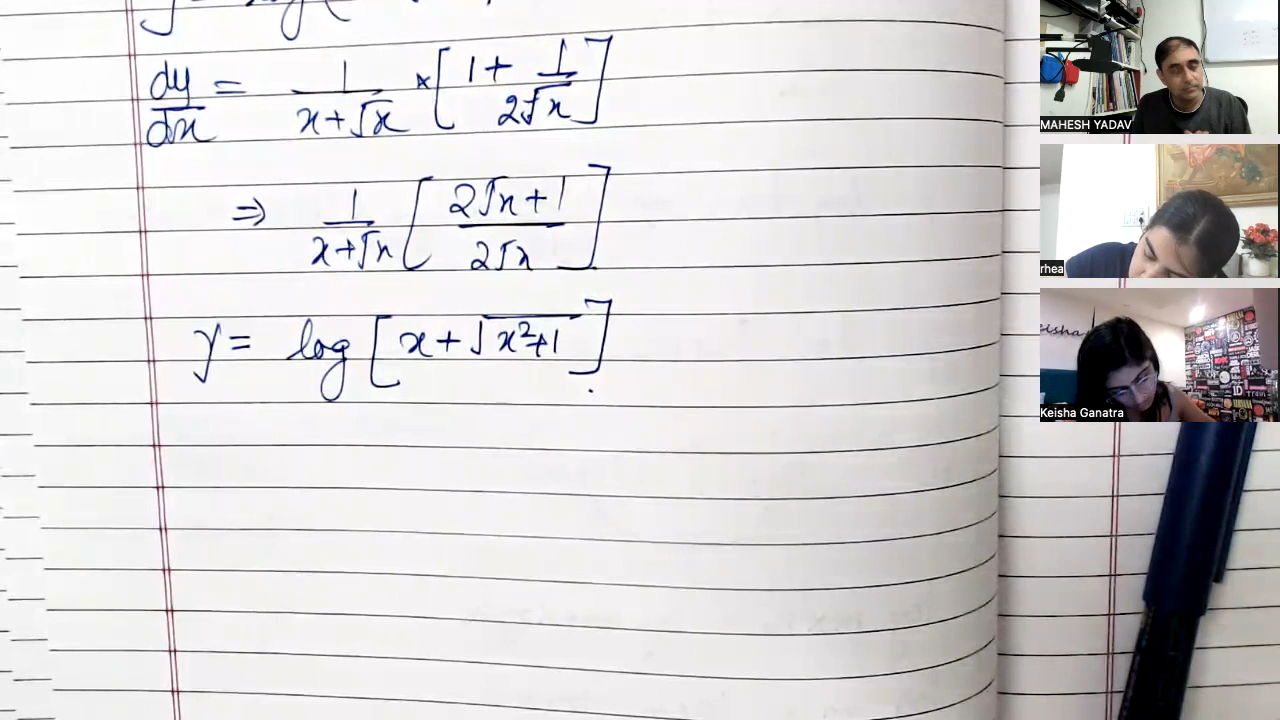 dy/dx = 1/(x+√x) × [1 + 1/(2√x)]
⇒ 1/(x+√x) [(2√x+1)/(2√x)]
y = log [x + √(x²+1)]
MAHESH YADAV
rhea
Keisha Ganatra